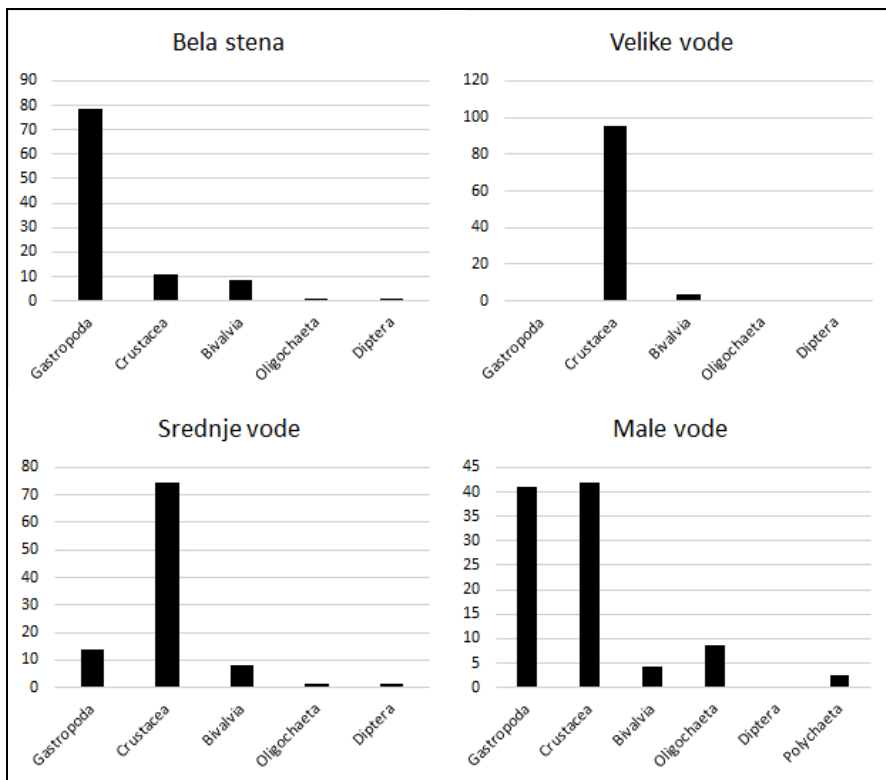 Bela stena
90
80
70
60
50
40
30
20
10
0
Gastropoda
Crustacea
Bivalvia
Oligochaeta
Diptera
Velike vode
120
100
80
60
40
20
0
Gastropoda
Crustacea
Bivalvia
Oligochaeta
Diptera
Srednje vode
80
70
60
50
40
30
20
10
0
Gastropoda
Crustacea
Bivalvia
Oligochaeta
Diptera
Male vode
45
40
35
30
25
20
15
10
5
0
Gastropoda
Crustacea
Bivalvia
Oligochaeta
Diptera
Polychaeta